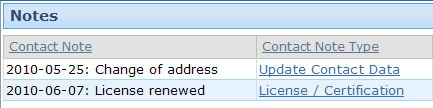 Notes
Contact Note Contact Note Type
2010-05-25: Change of address Update Contact Data
2010-06-07: License renewed License / Certification